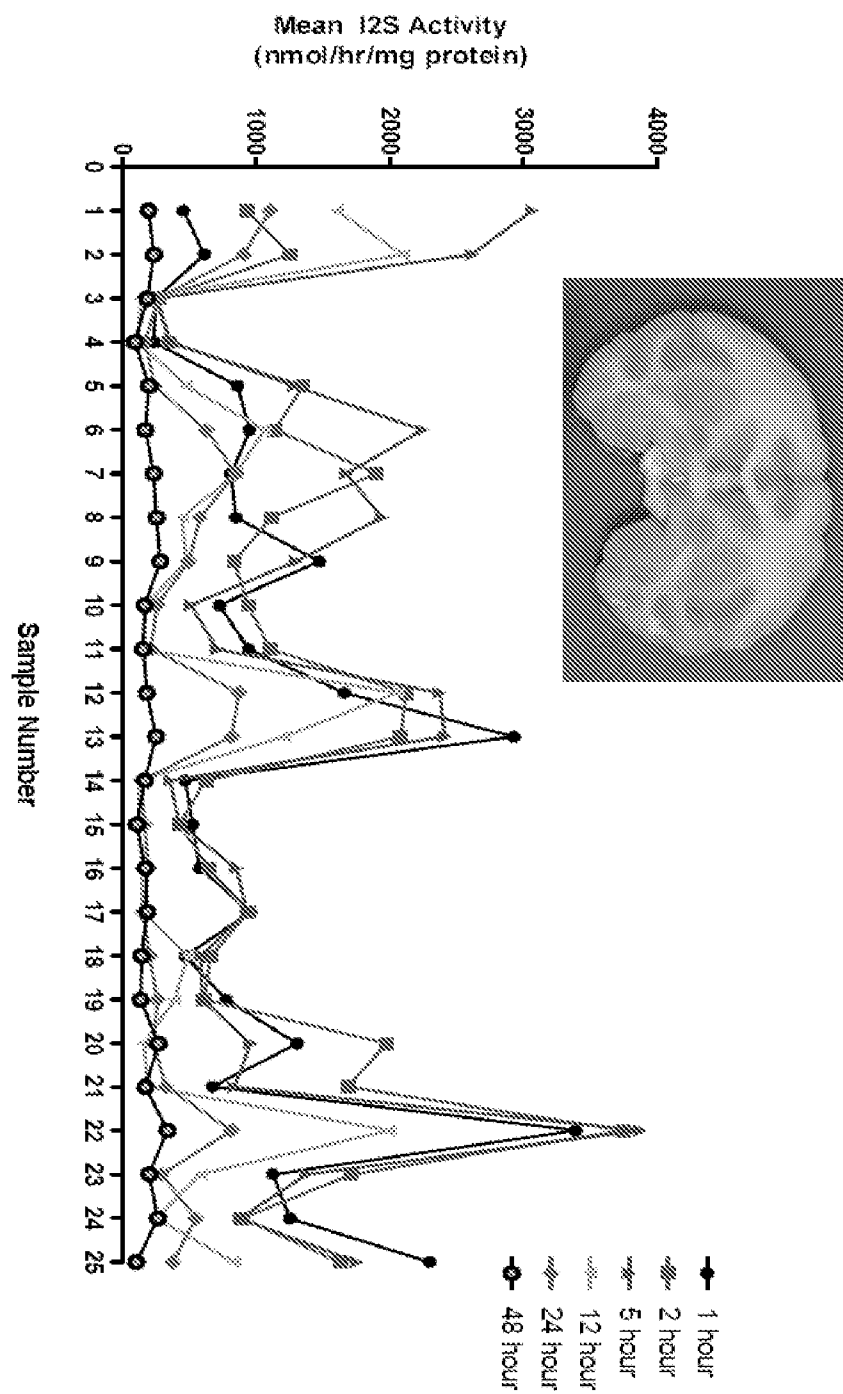 Mean I2S Activity
(nmol/hr/mg protein)
4000
3000
2000
1000
0
0 1 2 3 4 5 6 7 8 9 10 11 12 13 14 15 16 17 18 19 20 21 22 23 24 25
Sample Number
1 hour
2 hour
5 hour
12 hour
24 hour
48 hour